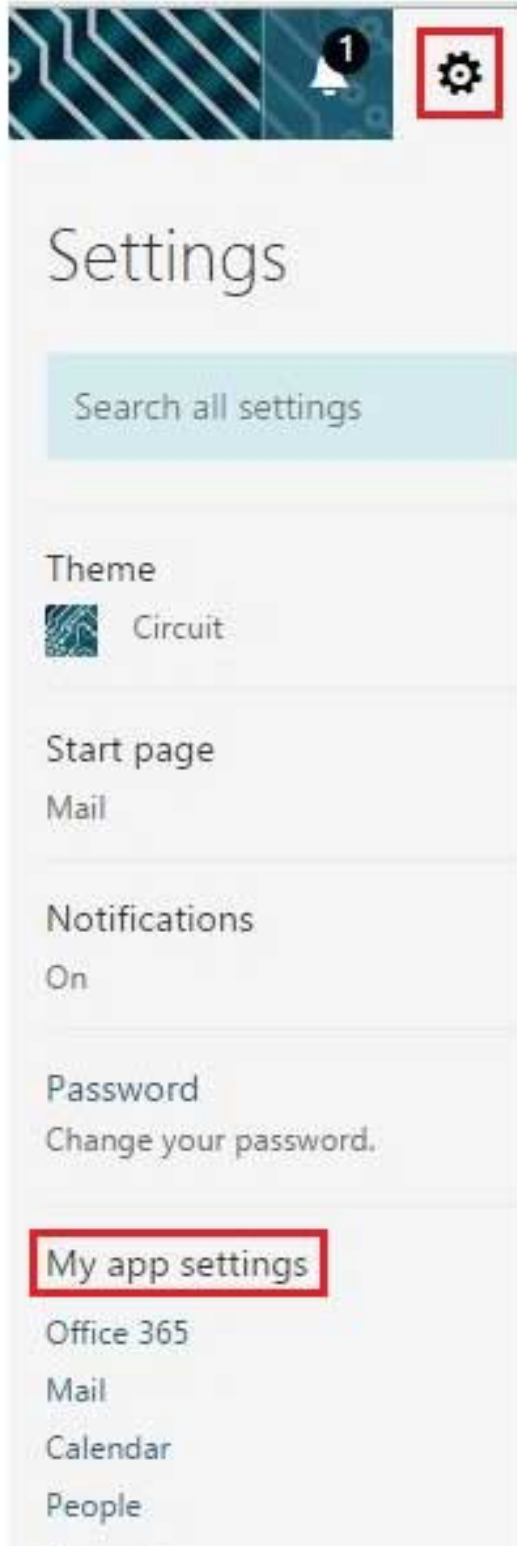 1
Settings
Search all settings
Theme
Circuit
Start page
Mail
Notifications
On
Password
Change your password.
My app settings
Office 365
Mail
Calendar
People